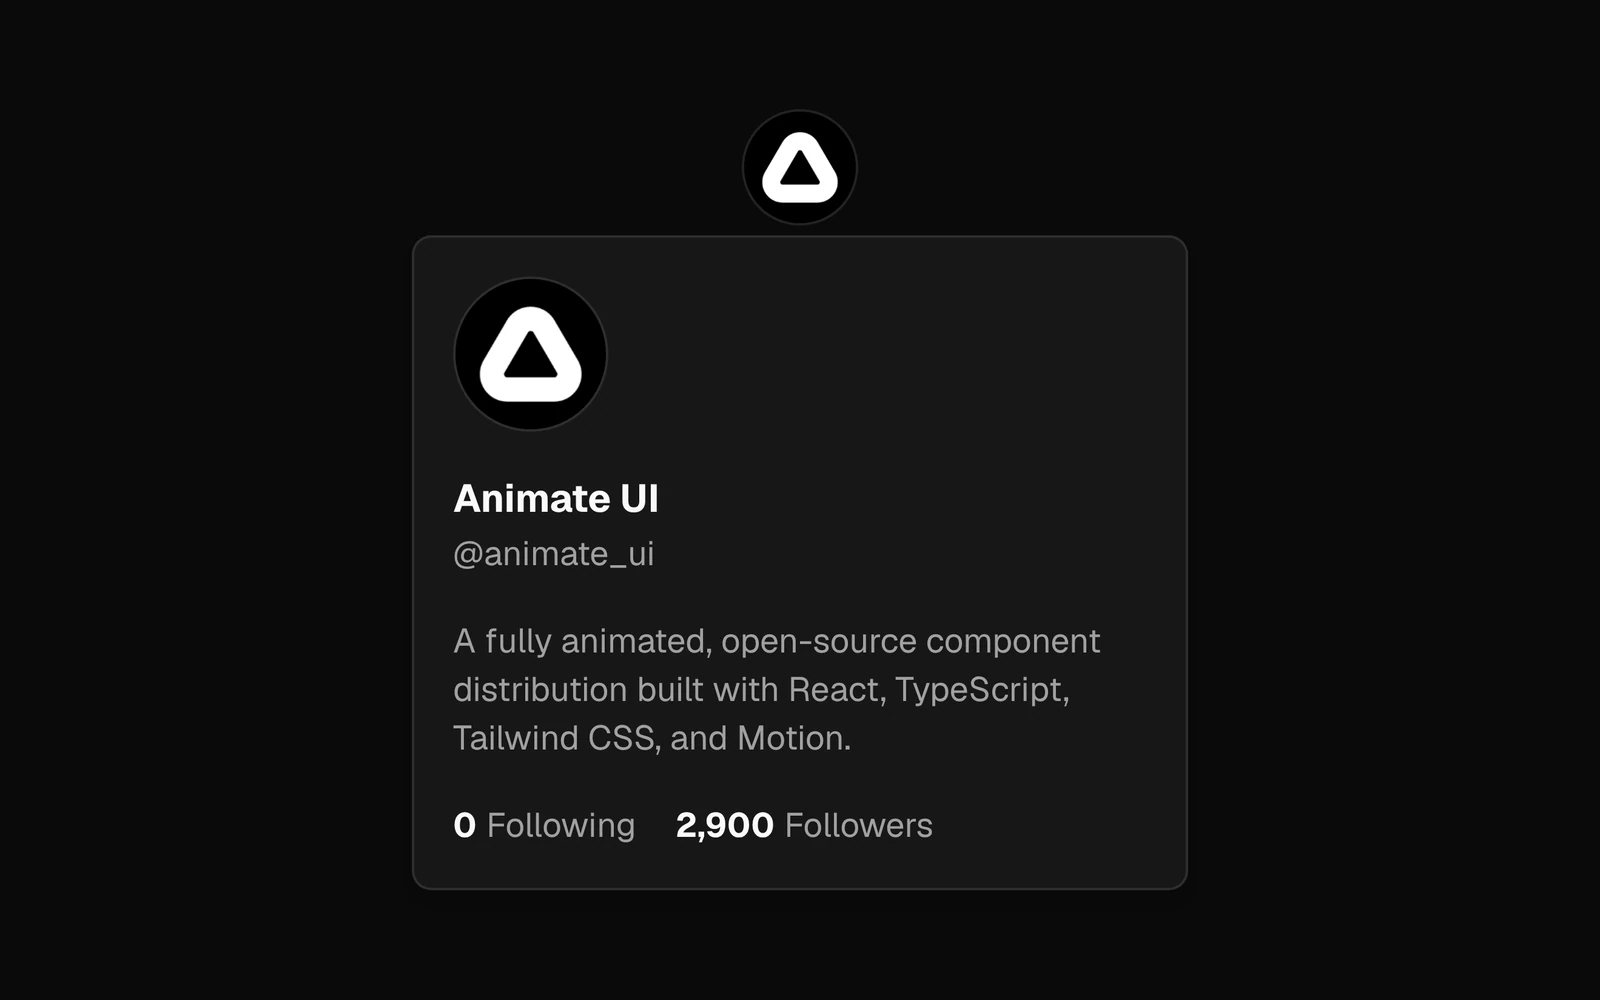 Animate UI
@animate_ui
A fully animated, open-source component
distribution built with React, TypeScript,
Tailwind CSS, and Motion.
0 Following 2,900 Followers